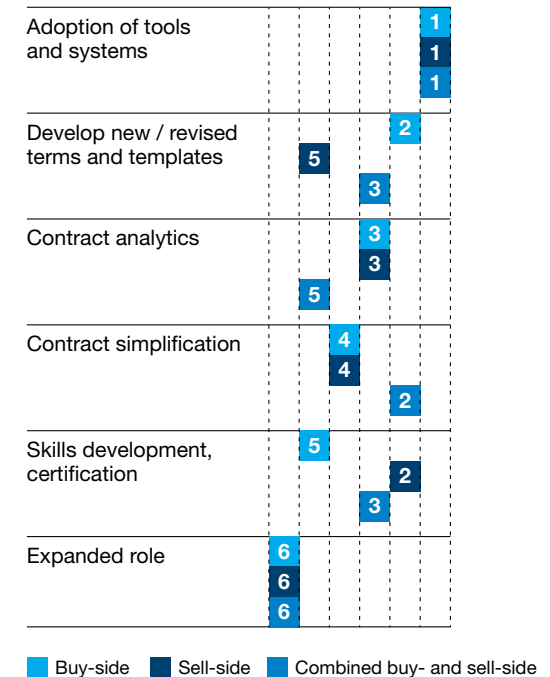 Adoption of tools
and systems
1
1
1
Develop new / revised
terms and templates
2
5
3
Contract analytics
3
3
5
Contract simplification
4
4
2
Skills development,
certification
5
2
3
Expanded role
6
6
6
Buy-side Sell-side Combined buy- and sell-side